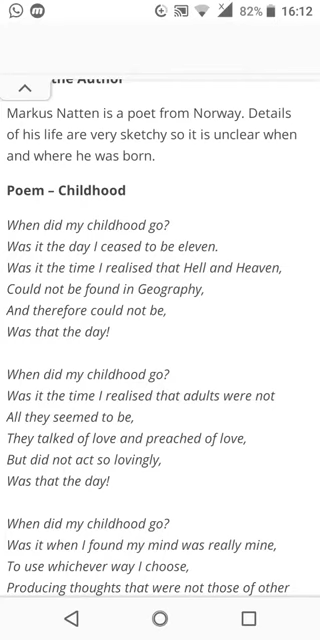 82% 16:12
the Author
Markus Natten is a poet from Norway. Details
of his life are very sketchy so it is unclear when
and where he was born.
Poem – Childhood
When did my childhood go?
Was it the day I ceased to be eleven.
Was it the time I realised that Hell and Heaven,
Could not be found in Geography,
And therefore could not be,
Was that the day!
When did my childhood go?
Was it the time I realised that adults were not
All they seemed to be,
They talked of love and preached of love,
But did not act so lovingly,
Was that the day!
When did my childhood go?
Was it when I found my mind was really mine,
To use whichever way I choose,
Producing thoughts that were not those of other